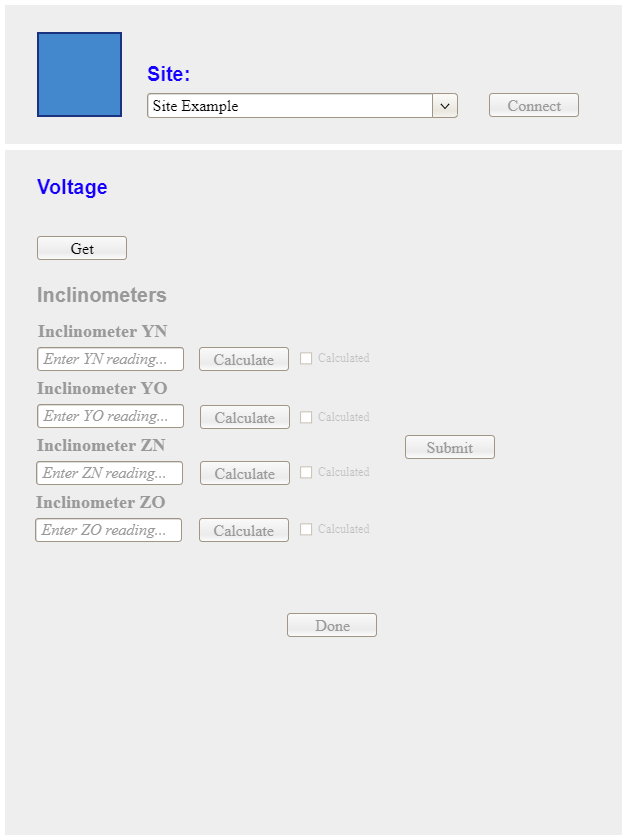 Site:
Site Example
Connect
Voltage
Get
Inclinometers
Inclinometer YN
Enter YN reading... Calculate Calculated
Inclinometer YO
Enter YO reading... Calculate Calculated
Inclinometer ZN
Submit
Enter ZN reading... Calculate Calculated
Inclinometer ZO
Enter ZO reading... Calculate Calculated
Done